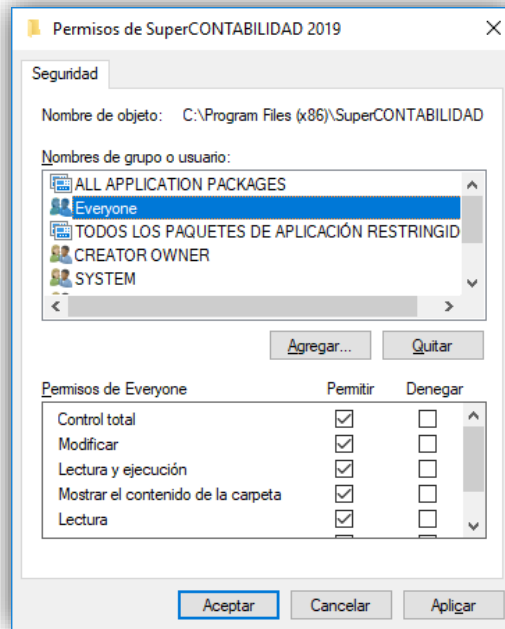 Permisos de SuperCONTABILIDAD 2019
Seguridad
Nombre de objeto: C:\Program Files (x86)\SuperCONTABILIDAD
Nombres de grupo o usuario:
ALL APPLICATION PACKAGES
Everyone
TODOS LOS PAQUETES DE APLICACIÓN RESTRINGID
CREATOR OWNER
SYSTEM
Agregar... Quitar
Permisos de Everyone Permitir Denegar
Control total
Modificar
Lectura y ejecución
Mostrar el contenido de la carpeta
Lectura
Aceptar Cancelar Aplicar